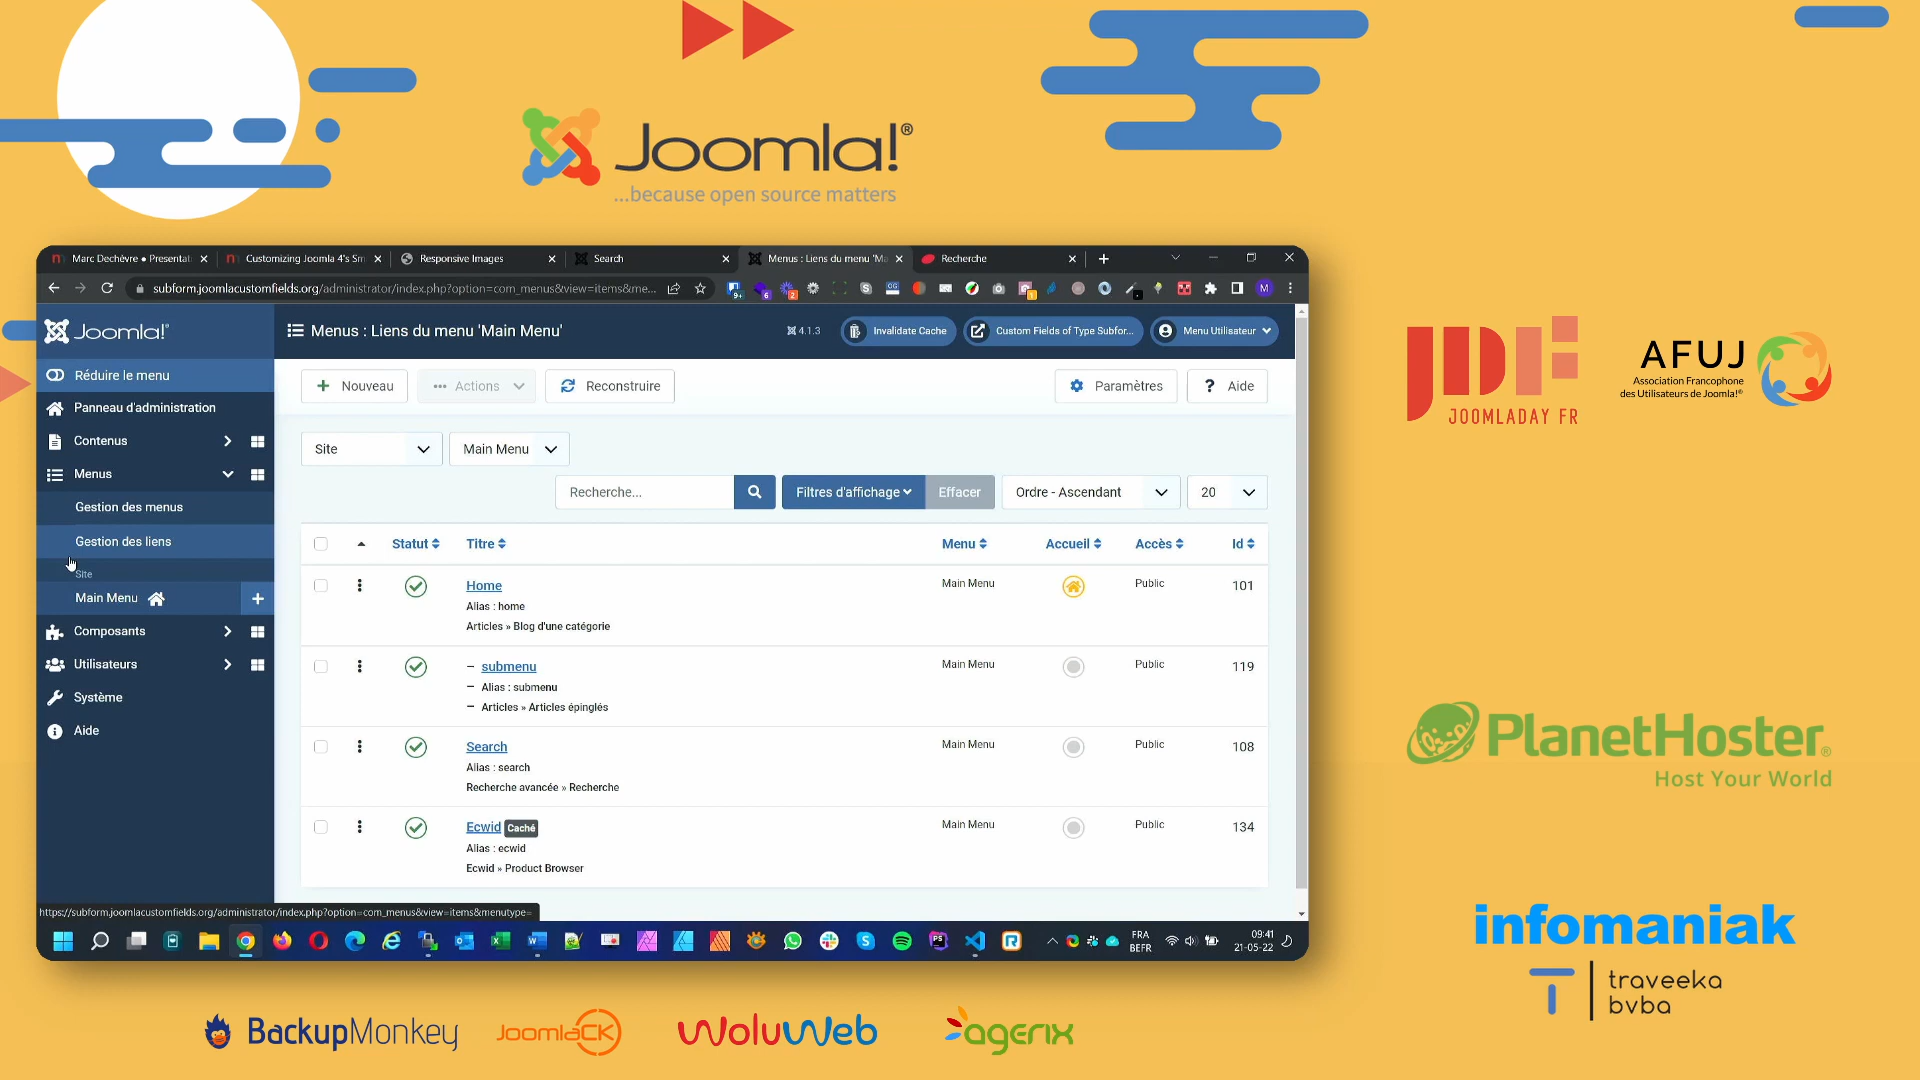 Joomla!®
...because open source matters
Marc Dechèvre ● Presentat
Customizing Joomla 4's Sm
Responsive Images
Search
Menus : Liens du menu 'Ma
Recherche
subform.joomlacustomfields.org/administrator/index.php?option=com_menus&view=items&me...
Joomla!®
Menus : Liens du menu 'Main Menu'
4.1.3
Invalidate Cache
Custom Fields of Type Subfor...
Menu Utilisateur
Réduire le menu
Panneau d'administration
Contenus
Menus
Gestion des menus
Gestion des liens
Site
Main Menu
Composants
Utilisateurs
Système
Aide
Nouveau
Actions
Reconstruire
Paramètres
? Aide
Site
Main Menu
Recherche...
Filtres d'affichage
Effacer
Ordre - Ascendant
20
Statut
Titre
Menu
Accueil
Accès
Id
Home
Alias : home
Articles » Blog d'une catégorie
Main Menu
Public
101
– submenu
– Alias : submenu
– Articles » Articles épinglés
Main Menu
Public
119
Search
Alias : search
Recherche avancée » Recherche
Main Menu
Public
108
Ecwid Caché
Alias : ecwid
Ecwid » Product Browser
Main Menu
Public
134
https://subform.joomlacustomfields.org/administrator/index.php?option=com_menus&view=items&menutype=
FRA
BEFR
09:41
21-05-22
JDF
JOOMLADAY FR
AFUJ
Association Francophone
des Utilisateurs de Joomla!®
PlanetHoster®
Host Your World
infomaniak
T traveeka
bvba
BackupMonkey
JoomlaCK
WoluWeb
agerix